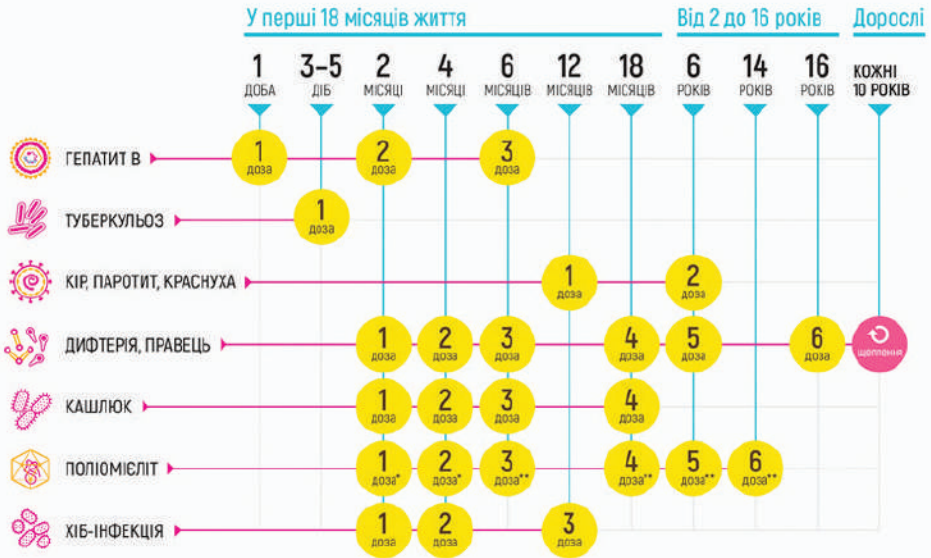 У перші 18 місяців життя Від 2 до 16 років Дорослі
1 3–5 2 4 6 12 18 6 14 16 КОЖНІ
ДОБА ДІБ МІСЯЦІ МІСЯЦІ МІСЯЦІВ МІСЯЦІВ МІСЯЦІВ РОКІВ РОКІВ РОКІВ 10 РОКІВ
ГЕПАТИТ В 1 доза 2 доза 3 доза
ТУБЕРКУЛЬОЗ 1 доза
КІР, ПАРОТИТ, КРАСНУХА 1 доза 2 доза
ДИФТЕРІЯ, ПРАВЕЦЬ 1 доза 2 доза 3 доза 4 доза 5 доза 6 доза щеплення
КАШЛЮК 1 доза 2 доза 3 доза 4 доза
ПОЛІОМІЄЛІТ 1 доза* 2 доза* 3 доза** 4 доза** 5 доза** 6 доза**
ХІБ-ІНФЕКЦІЯ 1 доза 2 доза 3 доза